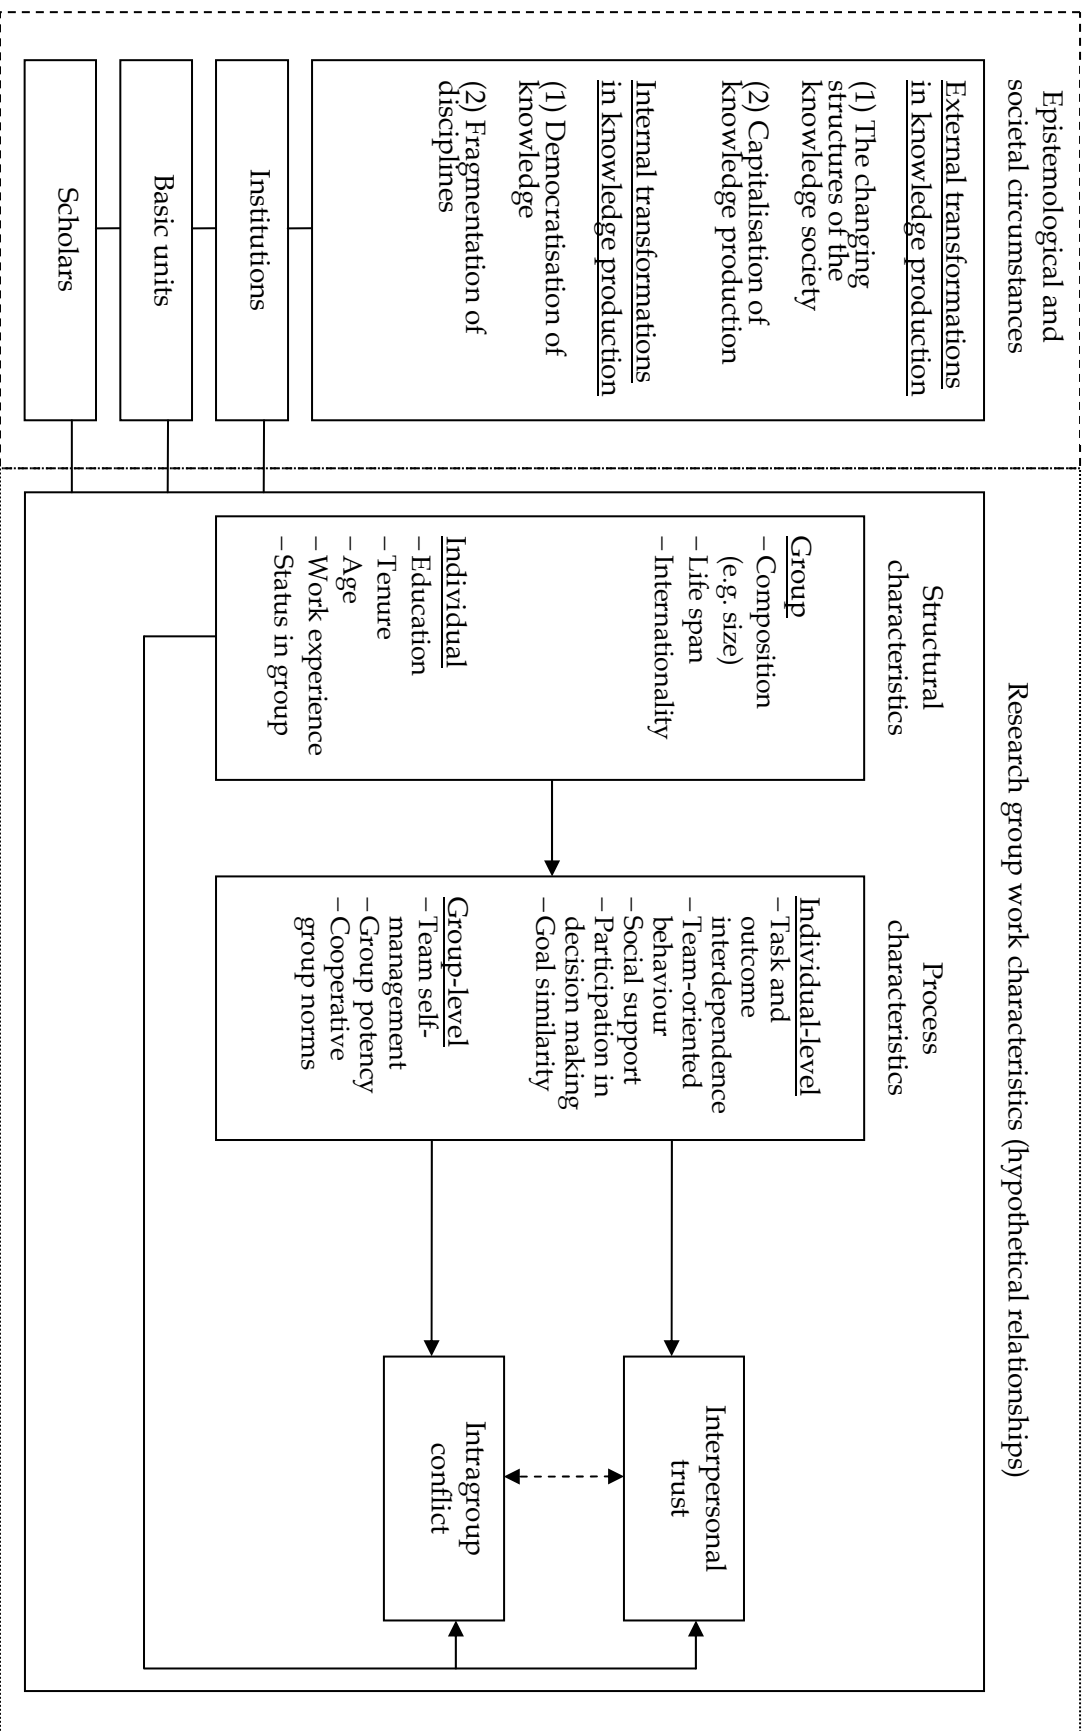 Epistemological and
societal circumstances
External transformations
in knowledge production
(1) The changing
structures of the
knowledge society
(2) Capitalisation of
knowledge production
Internal transformations
in knowledge production
(1) Democratisation of
knowledge
(2) Fragmentation of
disciplines
Institutions
Basic units
Scholars
Research group work characteristics (hypothetical relationships)
Structural
characteristics
Group
– Composition
(e.g. size)
– Life span
– Internationality
Individual
– Education
– Tenure
– Age
– Work experience
– Status in group
Process
characteristics
Individual-level
– Task and
outcome
interdependence
– Team-oriented
behaviour
– Social support
– Participation in
decision making
– Goal similarity
Group-level
– Team self-
management
– Group potency
– Cooperative
group norms
Interpersonal
trust
Intragroup
conflict